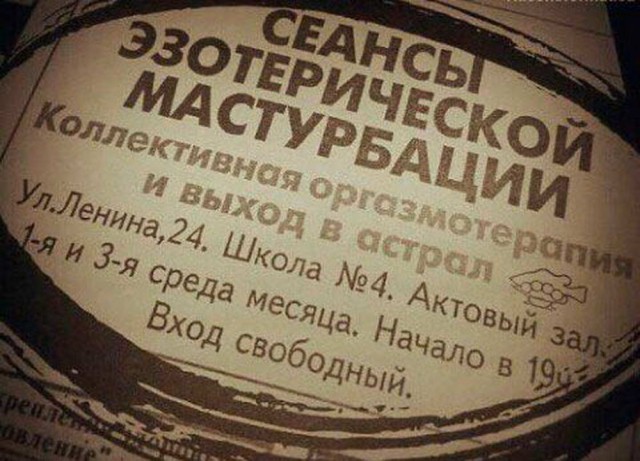 СЕАНСЫ
ЭЗОТЕРИЧЕСКОЙ
МАСТУРБАЦИИ
Коллективная оргазмотерапия
и выход в астрал
Ул.Ленина,24. Школа №4. Актовый зал.
1-я и 3-я среда месяца. Начало в 19ч.
Вход свободный.